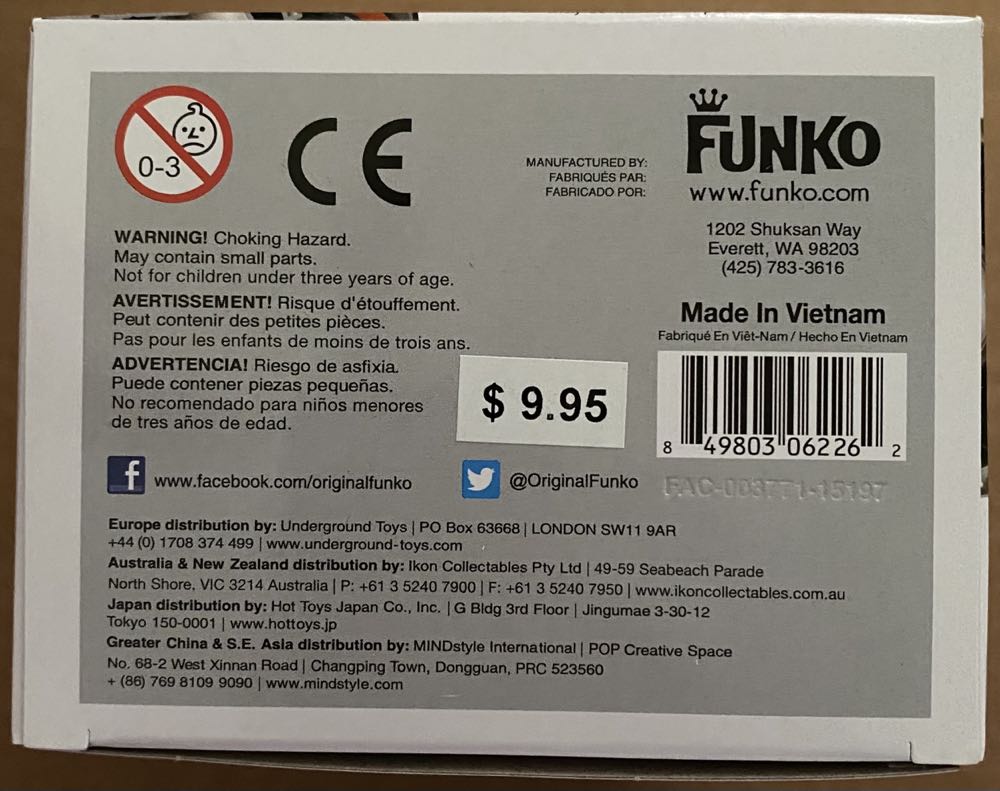 0-3
CE
MANUFACTURED BY:
FABRIQUÉS PAR:
FABRICADO POR:
FUNKO
www.funko.com
1202 Shuksan Way
Everett, WA 98203
(425) 783-3616
WARNING! Choking Hazard.
May contain small parts.
Not for children under three years of age.
AVERTISSEMENT! Risque d'étouffement.
Peut contenir des petites pièces.
Pas pour les enfants de moins de trois ans.
ADVERTENCIA! Riesgo de asfixia.
Puede contener piezas pequeñas.
No recomendado para niños menores
de tres años de edad.
Made In Vietnam
Fabriqué En Viêt-Nam / Hecho En Vietnam
$ 9.95
8 49803 06226 2
FAC-003771-15197
f www.facebook.com/originalfunko
@OriginalFunko
Europe distribution by: Underground Toys | PO Box 63668 | LONDON SW11 9AR
+44 (0) 1708 374 499 | www.underground-toys.com
Australia & New Zealand distribution by: Ikon Collectables Pty Ltd | 49-59 Seabeach Parade
North Shore, VIC 3214 Australia | P: +61 3 5240 7900 | F: +61 3 5240 7950 | www.ikoncollectables.com.au
Japan distribution by: Hot Toys Japan Co., Inc. | G Bldg 3rd Floor | Jingumae 3-30-12
Tokyo 150-0001 | www.hottoys.jp
Greater China & S.E. Asia distribution by: MINDstyle International | POP Creative Space
No. 68-2 West Xinnan Road | Changping Town, Dongguan, PRC 523560
+ (86) 769 8109 9090 | www.mindstyle.com